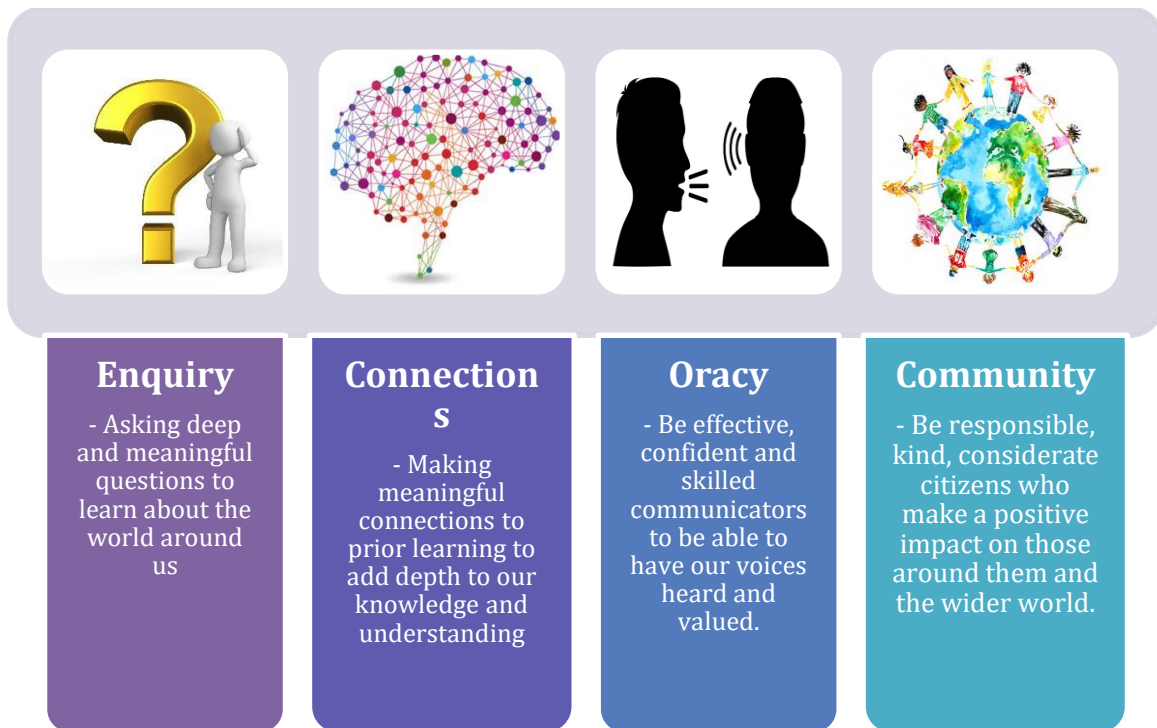 Enquiry
- Asking deep
and meaningful
questions to
learn about the
world around
us
Connection
s
- Making
meaningful
connections to
prior learning to
add depth to our
knowledge and
understanding
Oracy
- Be effective,
confident and
skilled
communicators
to be able to
have our voices
heard and
valued.
Community
- Be responsible,
kind, considerate
citizens who
make a positive
impact on those
around them and
the wider world.